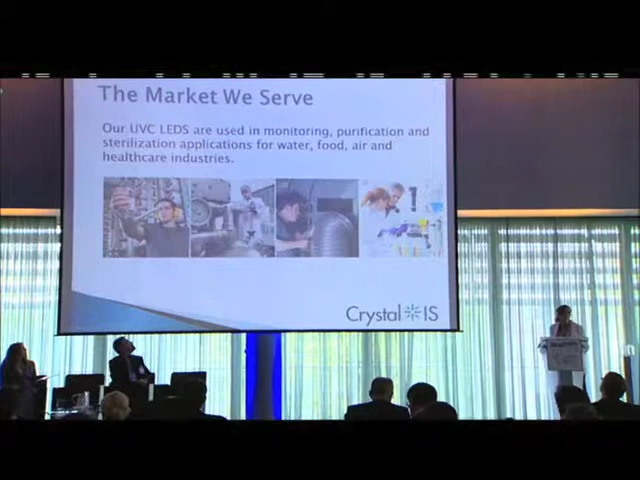 The Market We Serve
Our UVC LEDS are used in monitoring, purification and
sterilization applications for water, food, air and
healthcare industries.
Crystal IS